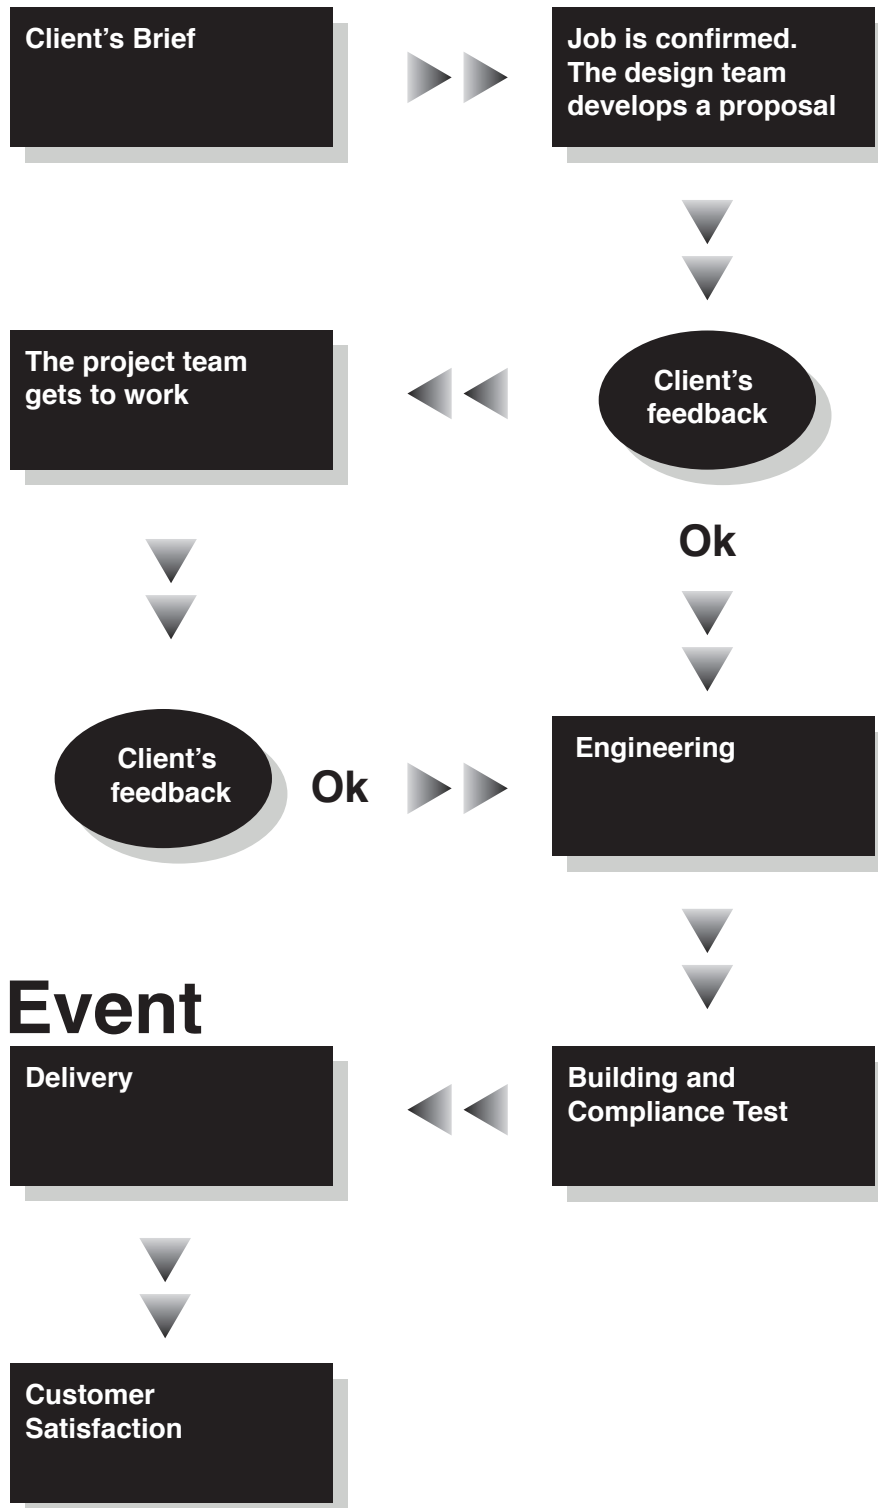 Client's Brief
Job is confirmed.
The design team
develops a proposal
Client's
feedback
The project team
gets to work
Ok
Client's
feedback
Ok
Engineering
Building and
Compliance Test
Event
Delivery
Customer
Satisfaction